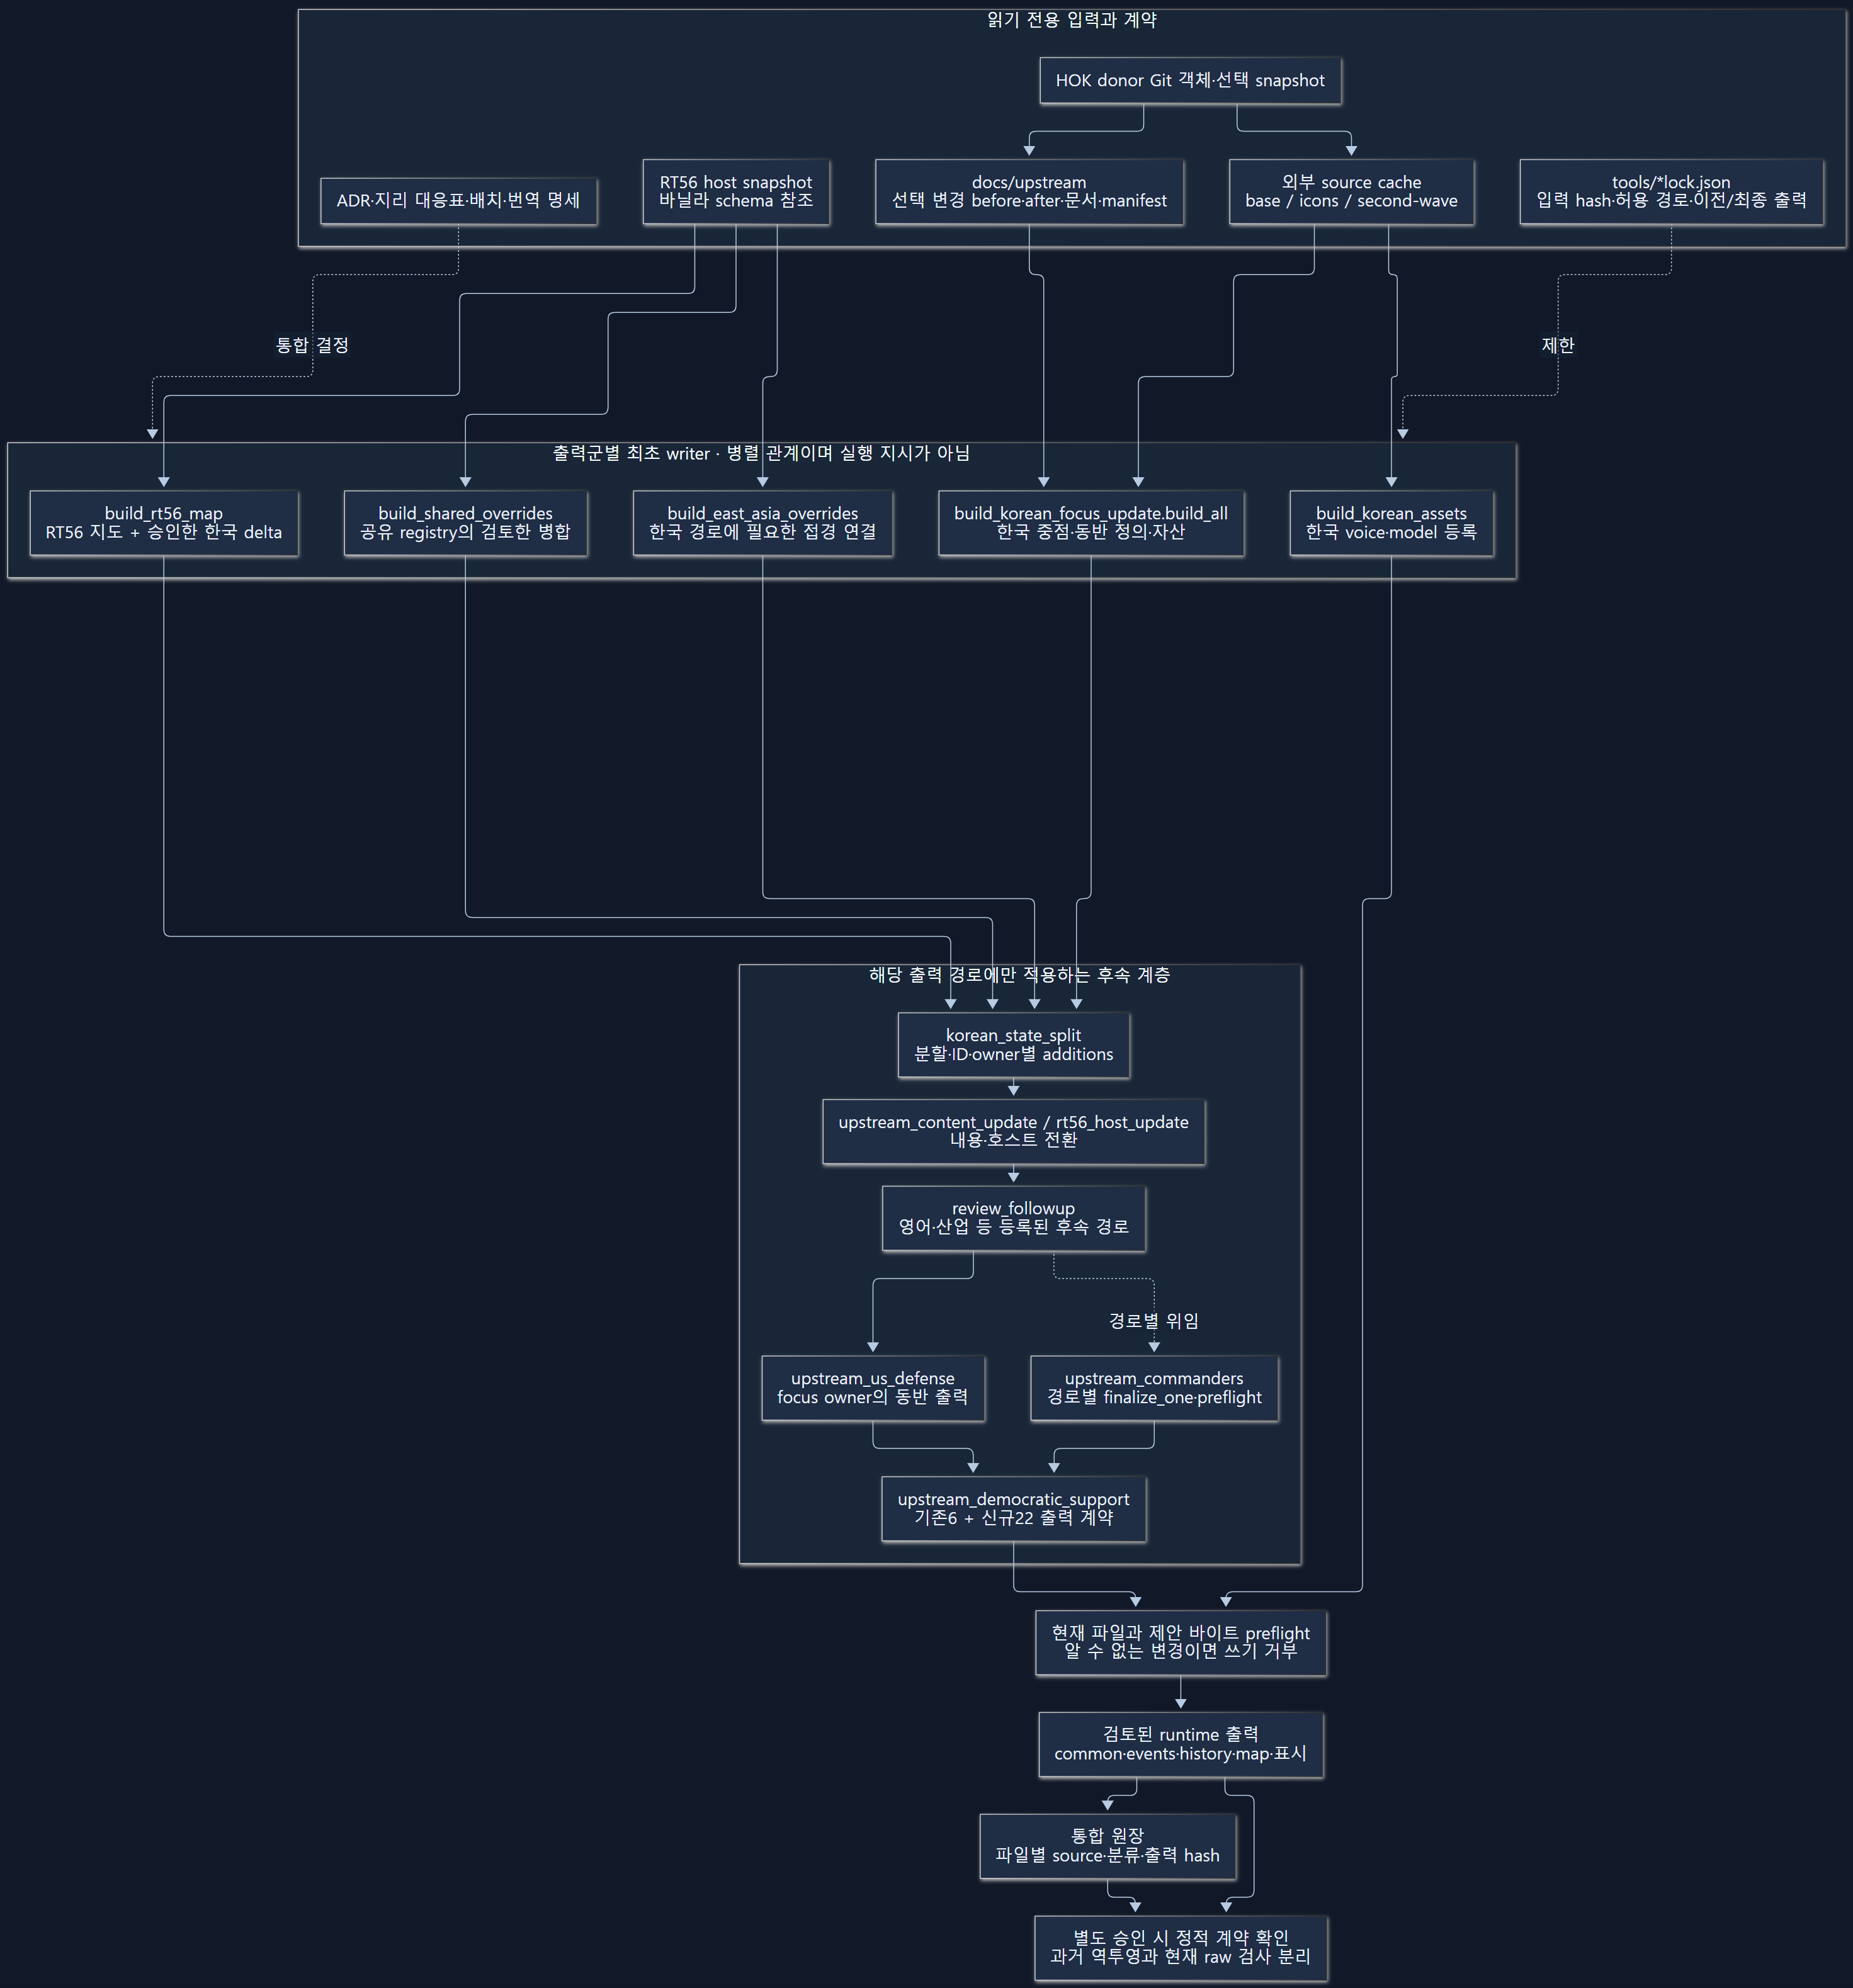 읽기 전용 입력과 계약
HOK donor Git 객체·선택 snapshot
ADR·지리 대응표·배치·번역 명세
RT56 host snapshot
바닐라 schema 참조
docs/upstream
선택 변경 before·after·문서·manifest
외부 source cache
base / icons / second-wave
tools/*lock.json
입력 hash·허용 경로·이전/최종 출력
통합 결정
제한
출력군별 최초 writer · 병렬 관계이며 실행 지시가 아님
build_rt56_map
RT56 지도 + 승인한 한국 delta
build_shared_overrides
공유 registry의 검토한 병합
build_east_asia_overrides
한국 경로에 필요한 접경 연결
build_korean_focus_update.build_all
한국 중점·동반 정의·자산
build_korean_assets
한국 voice·model 등록
해당 출력 경로에만 적용하는 후속 계층
korean_state_split
분할·ID·owner별 additions
upstream_content_update / rt56_host_update
내용·호스트 전환
review_followup
영어·산업 등 등록된 후속 경로
경로별 위임
upstream_us_defense
focus owner의 동반 출력
upstream_commanders
경로별 finalize_one·preflight
upstream_democratic_support
기존6 + 신규22 출력 계약
현재 파일과 제안 바이트 preflight
알 수 없는 변경이면 쓰기 거부
검토된 runtime 출력
common·events·history·map·표시
통합 원장
파일별 source·분류·출력 hash
별도 승인 시 정적 계약 확인
과거 역투영과 현재 raw 검사 분리